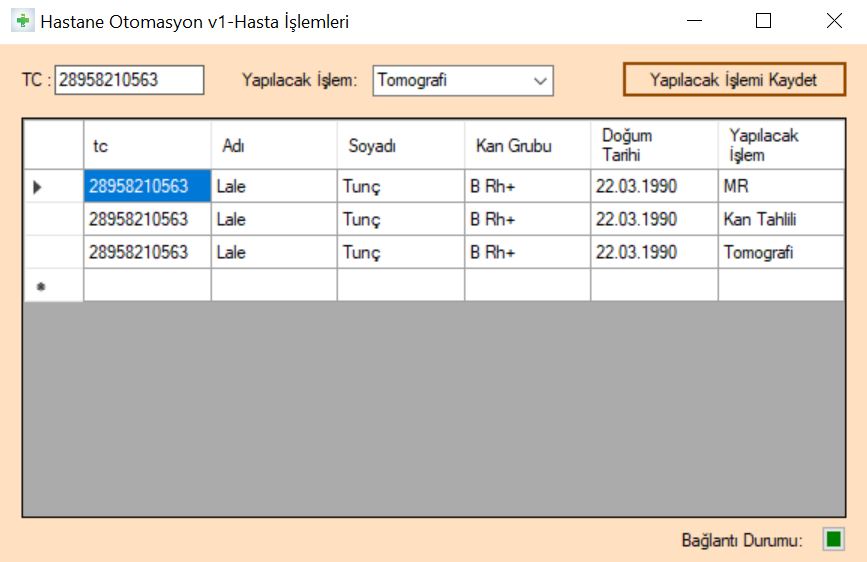 Hastane Otomasyon v1-Hasta İşlemleri
TC : 28958210563 Yapılacak İşlem: Tomografi Yapılacak İşlemi Kaydet
tc Adı Soyadı Kan Grubu Doğum Tarihi Yapılacak İşlem
28958210563 Lale Tunç B Rh+ 22.03.1990 MR
28958210563 Lale Tunç B Rh+ 22.03.1990 Kan Tahlili
28958210563 Lale Tunç B Rh+ 22.03.1990 Tomografi
Bağlantı Durumu: